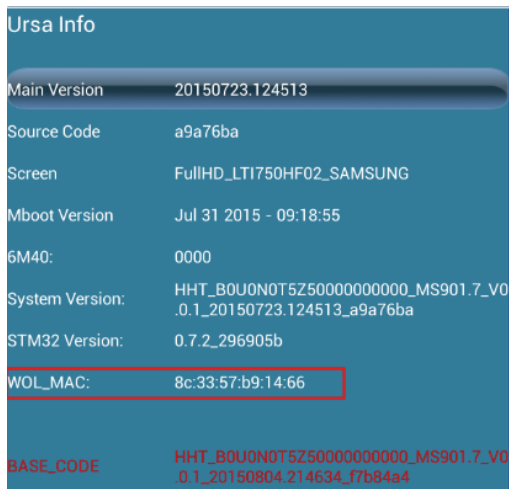 Ursa Info
Main Version 20150723.124513
Source Code a9a76ba
Screen FullHD_LTI750HF02_SAMSUNG
Mboot Version Jul 31 2015 - 09:18:55
6M40: 0000
System Version: HHT_B0U0N0T5Z50000000000_MS901.7_V0
.0.1_20150723.124513_a9a76ba
STM32 Version: 0.7.2_296905b
WOL_MAC: 8c:33:57:b9:14:66
BASE_CODE HHT_B0U0N0T5Z50000000000_MS901.7_V0
.0.1_20150804.214634_f7b84a4